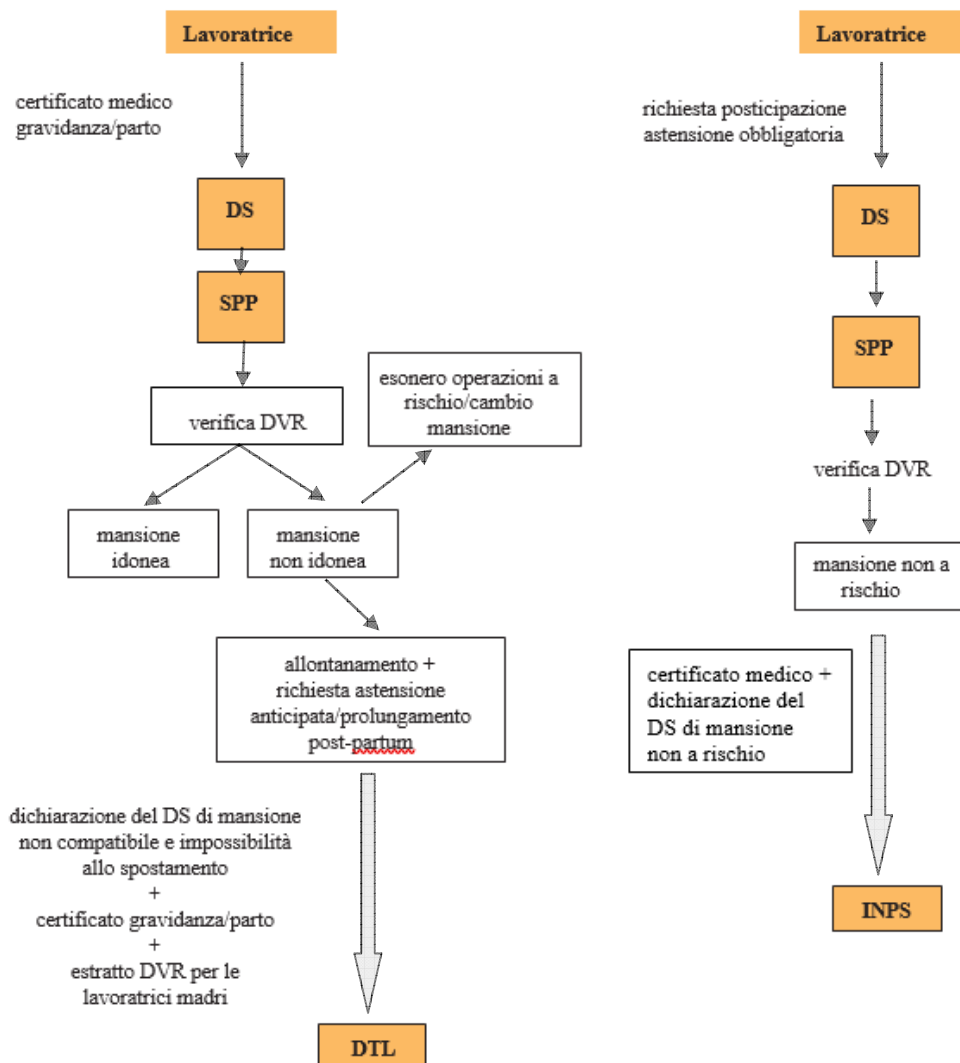 Lavoratrice
certificato medico
gravidanza/parto
DS
SPP
verifica DVR
esonero operazioni a
rischio/cambio
mansione
mansione
idonea
mansione
non idonea
allontanamento +
richiesta astensione
anticipata/prolungamento
post-partum
dichiarazione del DS di mansione
non compatibile e impossibilità
allo spostamento
+
certificato gravidanza/parto
+
estratto DVR per le
lavoratrici madri
DTL
Lavoratrice
richiesta posticipazione
astensione obbligatoria
DS
SPP
verifica DVR
mansione non a
rischio
certificato medico +
dichiarazione del
DS di mansione
non a rischio
INPS